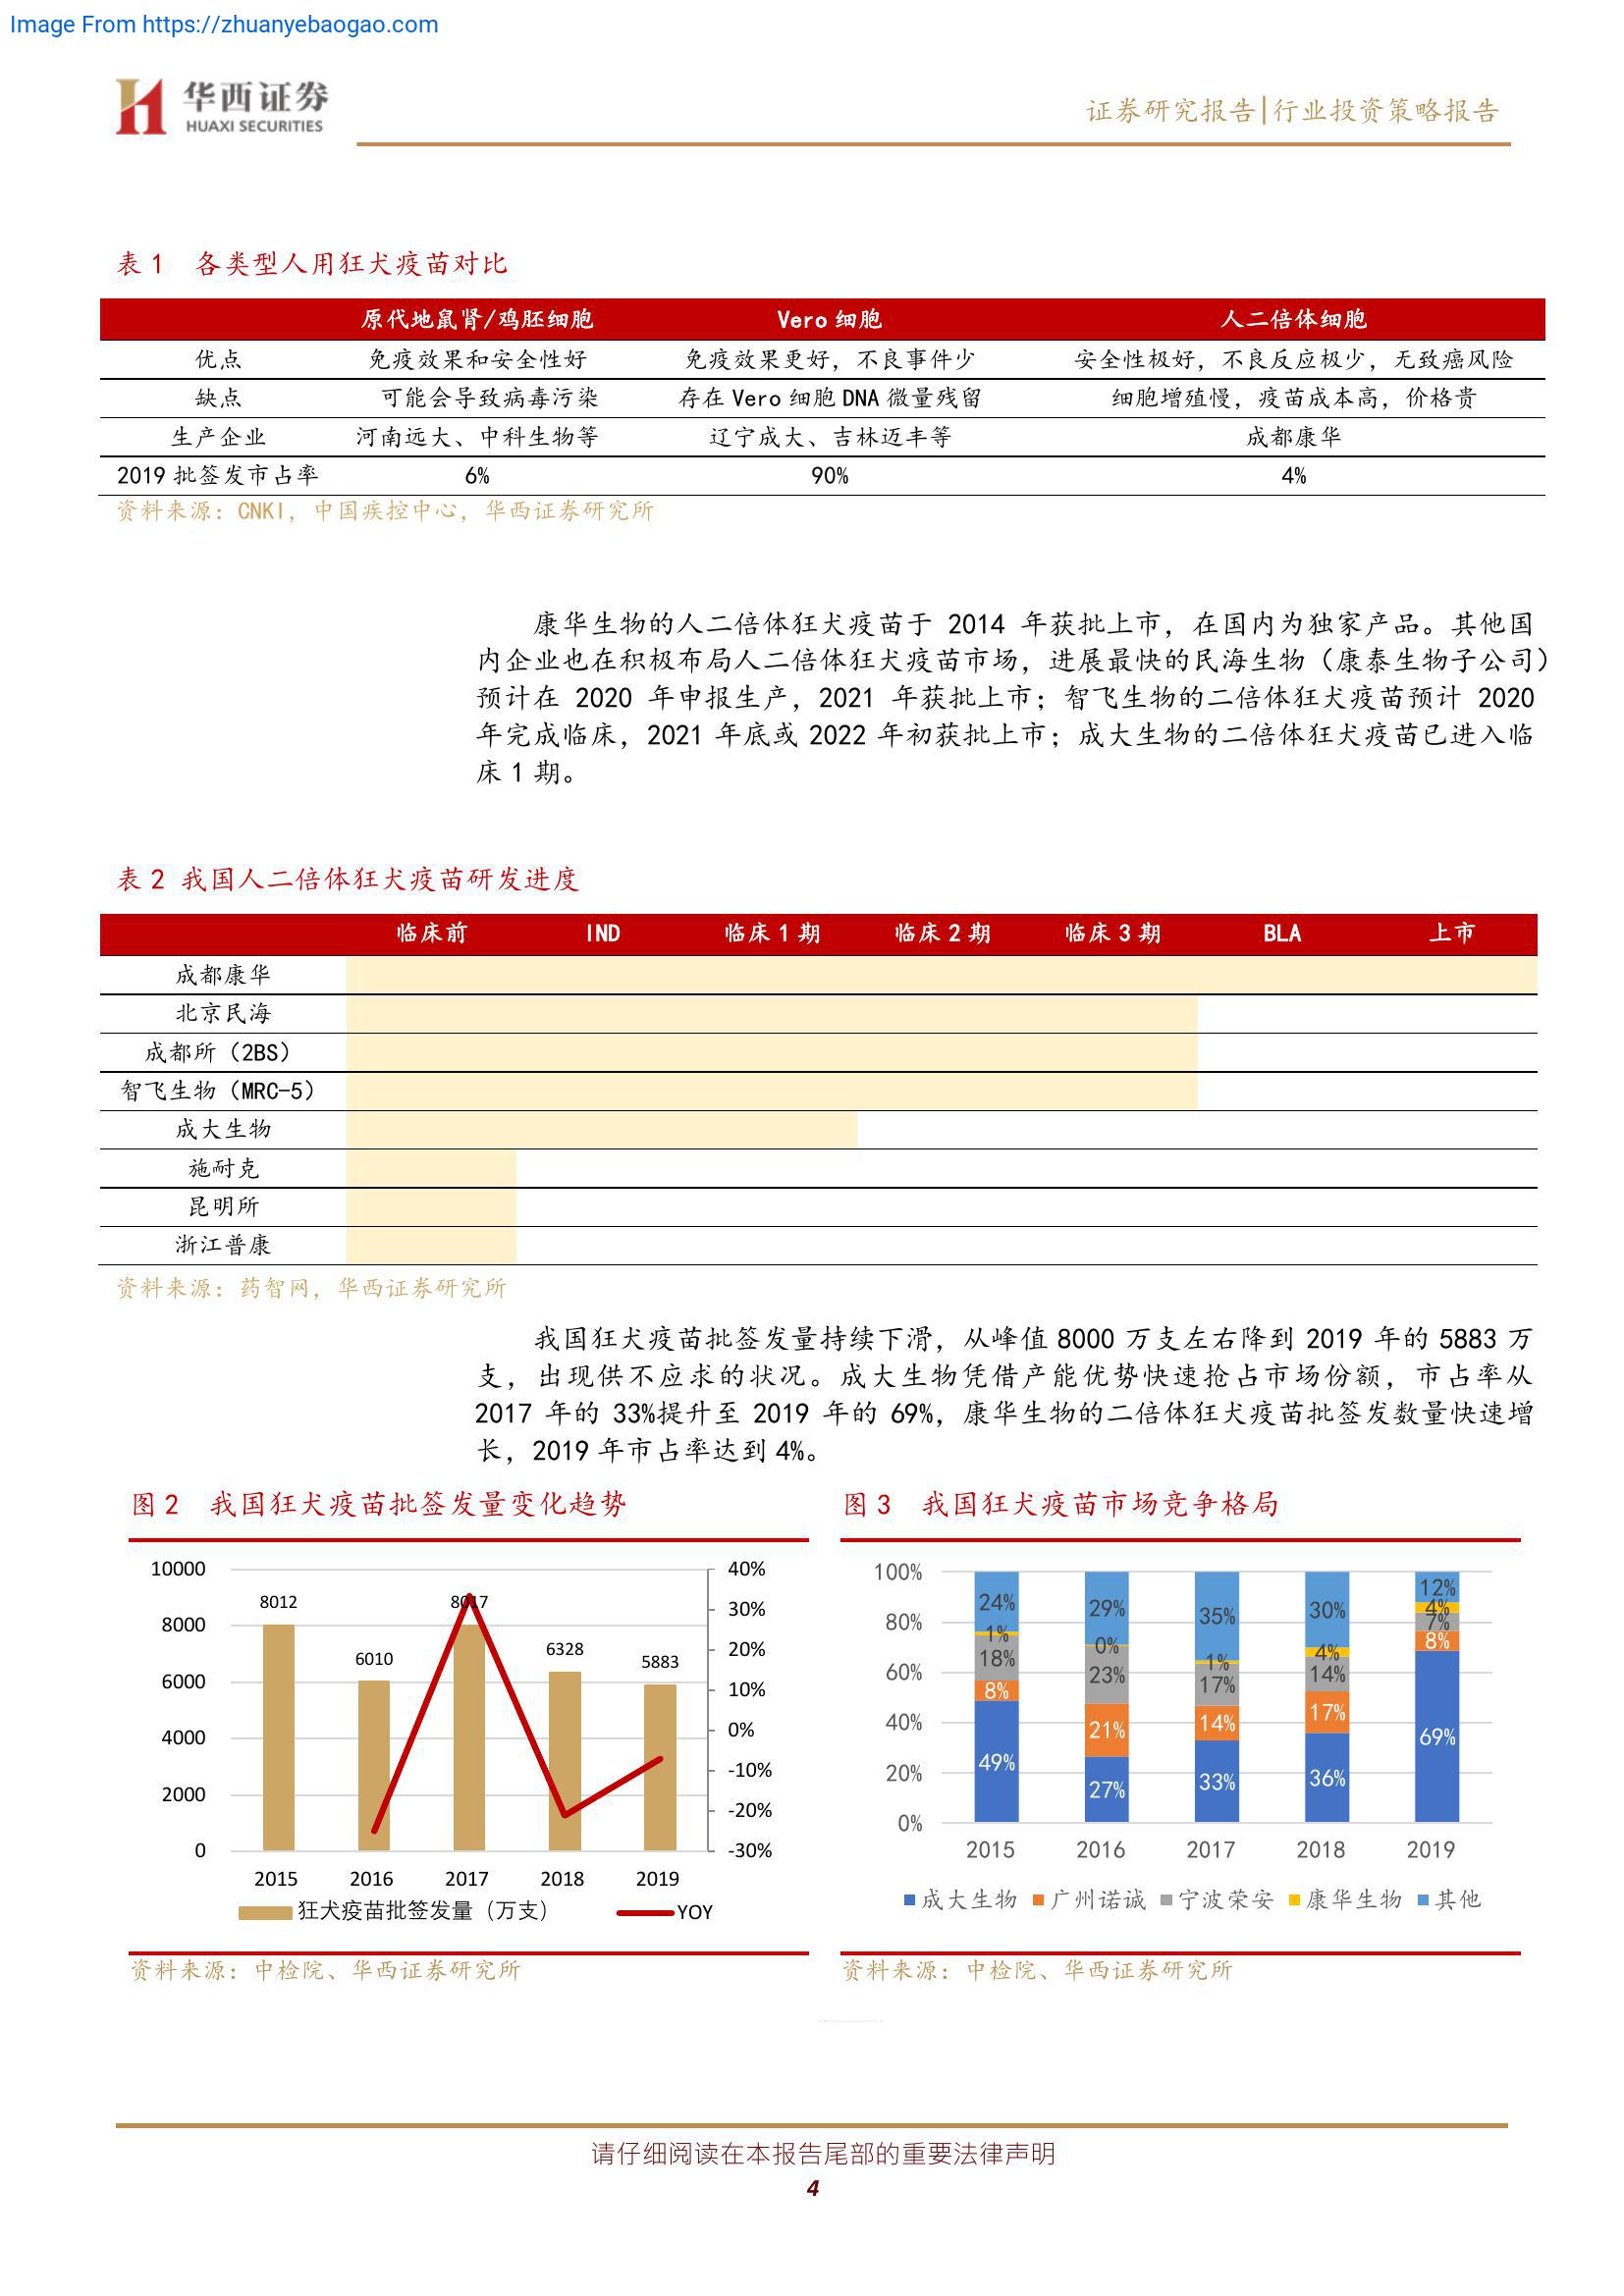 Image From https://zhuanyebaogao.com
华西证券
HUAXI SECURITIES
证券研究报告|行业投资策略报告
表 1 各类型人用狂犬疫苗对比
原代地鼠肾/鸡胚细胞 Vero 细胞 人二倍体细胞
优点 免疫效果和安全性好 免疫效果更好，不良事件少 安全性极好，不良反应极少，无致癌风险
缺点 可能会导致病毒污染 存在 Vero 细胞 DNA 微量残留 细胞增殖慢，疫苗成本高，价格贵
生产企业 河南远大、中科生物等 辽宁成大、吉林迈丰等 成都康华
2019 批签发市占率 6% 90% 4%
资料来源：CNKI，中国疾控中心，华西证券研究所
康华生物的人二倍体狂犬疫苗于 2014 年获批上市，在国内为独家产品。其他国
内企业也在积极布局人二倍体狂犬疫苗市场，进展最快的民海生物（康泰生物子公司）
预计在 2020 年申报生产，2021 年获批上市；智飞生物的二倍体狂犬疫苗预计 2020
年完成临床，2021 年底或 2022 年初获批上市；成大生物的二倍体狂犬疫苗已进入临
床 1 期。
表 2 我国人二倍体狂犬疫苗研发进度
临床前 IND 临床 1 期 临床 2 期 临床 3 期 BLA 上市
成都康华
北京民海
成都所（2BS）
智飞生物（MRC-5）
成大生物
施耐克
昆明所
浙江普康
资料来源：药智网，华西证券研究所
我国狂犬疫苗批签发量持续下滑，从峰值 8000 万支左右降到 2019 年的 5883 万
支，出现供不应求的状况。成大生物凭借产能优势快速抢占市场份额，市占率从
2017 年的 33%提升至 2019 年的 69%，康华生物的二倍体狂犬疫苗批签发数量快速增
长，2019 年市占率达到 4%。
图 2 我国狂犬疫苗批签发量变化趋势
10000
8000
6000
4000
2000
0
8012
6010
8017
6328
5883
40%
30%
20%
10%
0%
-10%
-20%
-30%
2015 2016 2017 2018 2019
狂犬疫苗批签发量（万支） YOY
资料来源：中检院、华西证券研究所
图 3 我国狂犬疫苗市场竞争格局
100%
80%
60%
40%
20%
0%
24% 29% 35% 30% 12%
1% 0% 1% 4% 4%
18% 23% 17% 14% 7%
8% 21% 14% 17% 8%
49% 27% 33% 36% 69%
2015 2016 2017 2018 2019
成大生物 广州诺诚 宁波荣安 康华生物 其他
资料来源：中检院、华西证券研究所
请仔细阅读在本报告尾部的重要法律声明
4